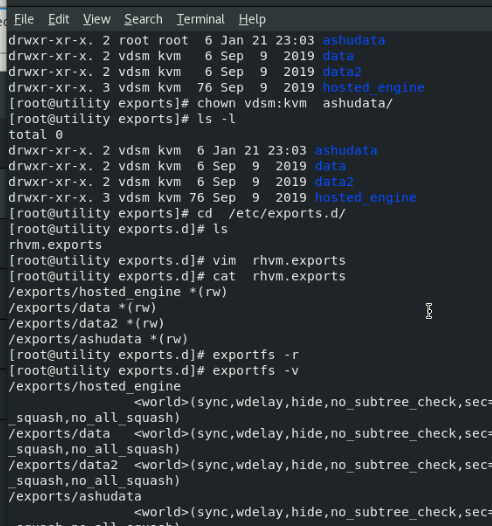 File Edit View Search Terminal Help
drwxr-xr-x. 2 root root  6 Jan 21 23:03 ashudata
drwxr-xr-x. 2 vdsm kvm  6 Sep  9  2019 data
drwxr-xr-x. 2 vdsm kvm  6 Sep  9  2019 data2
drwxr-xr-x. 3 vdsm kvm  76 Sep  9  2019 hosted_engine
[root@utility exports]# chown vdsm:kvm  ashudata/
[root@utility exports]# ls -l
total 0
drwxr-xr-x. 2 vdsm kvm  6 Jan 21 23:03 ashudata
drwxr-xr-x. 2 vdsm kvm  6 Sep  9  2019 data
drwxr-xr-x. 2 vdsm kvm  6 Sep  9  2019 data2
drwxr-xr-x. 3 vdsm kvm 76 Sep  9  2019 hosted_engine
[root@utility exports]# cd  /etc/exports.d/
[root@utility exports.d]# ls
rhvm.exports
[root@utility exports.d]# vim  rhvm.exports
[root@utility exports.d]# cat  rhvm.exports
/exports/hosted_engine *(rw)
/exports/data *(rw)
/exports/data2 *(rw)
/exports/ashudata *(rw)
[root@utility exports.d]# exportfs -r
[root@utility exports.d]# exportfs -v
/exports/hosted_engine
<world>(sync,wdelay,hide,no_subtree_check,sec=
_squash,no_all_squash)
/exports/data   <world>(sync,wdelay,hide,no_subtree_check,sec=
_squash,no_all_squash)
/exports/data2  <world>(sync,wdelay,hide,no_subtree_check,sec=
_squash,no_all_squash)
/exports/ashudata
<world>(sync,wdelay,hide,no_subtree_check,sec=